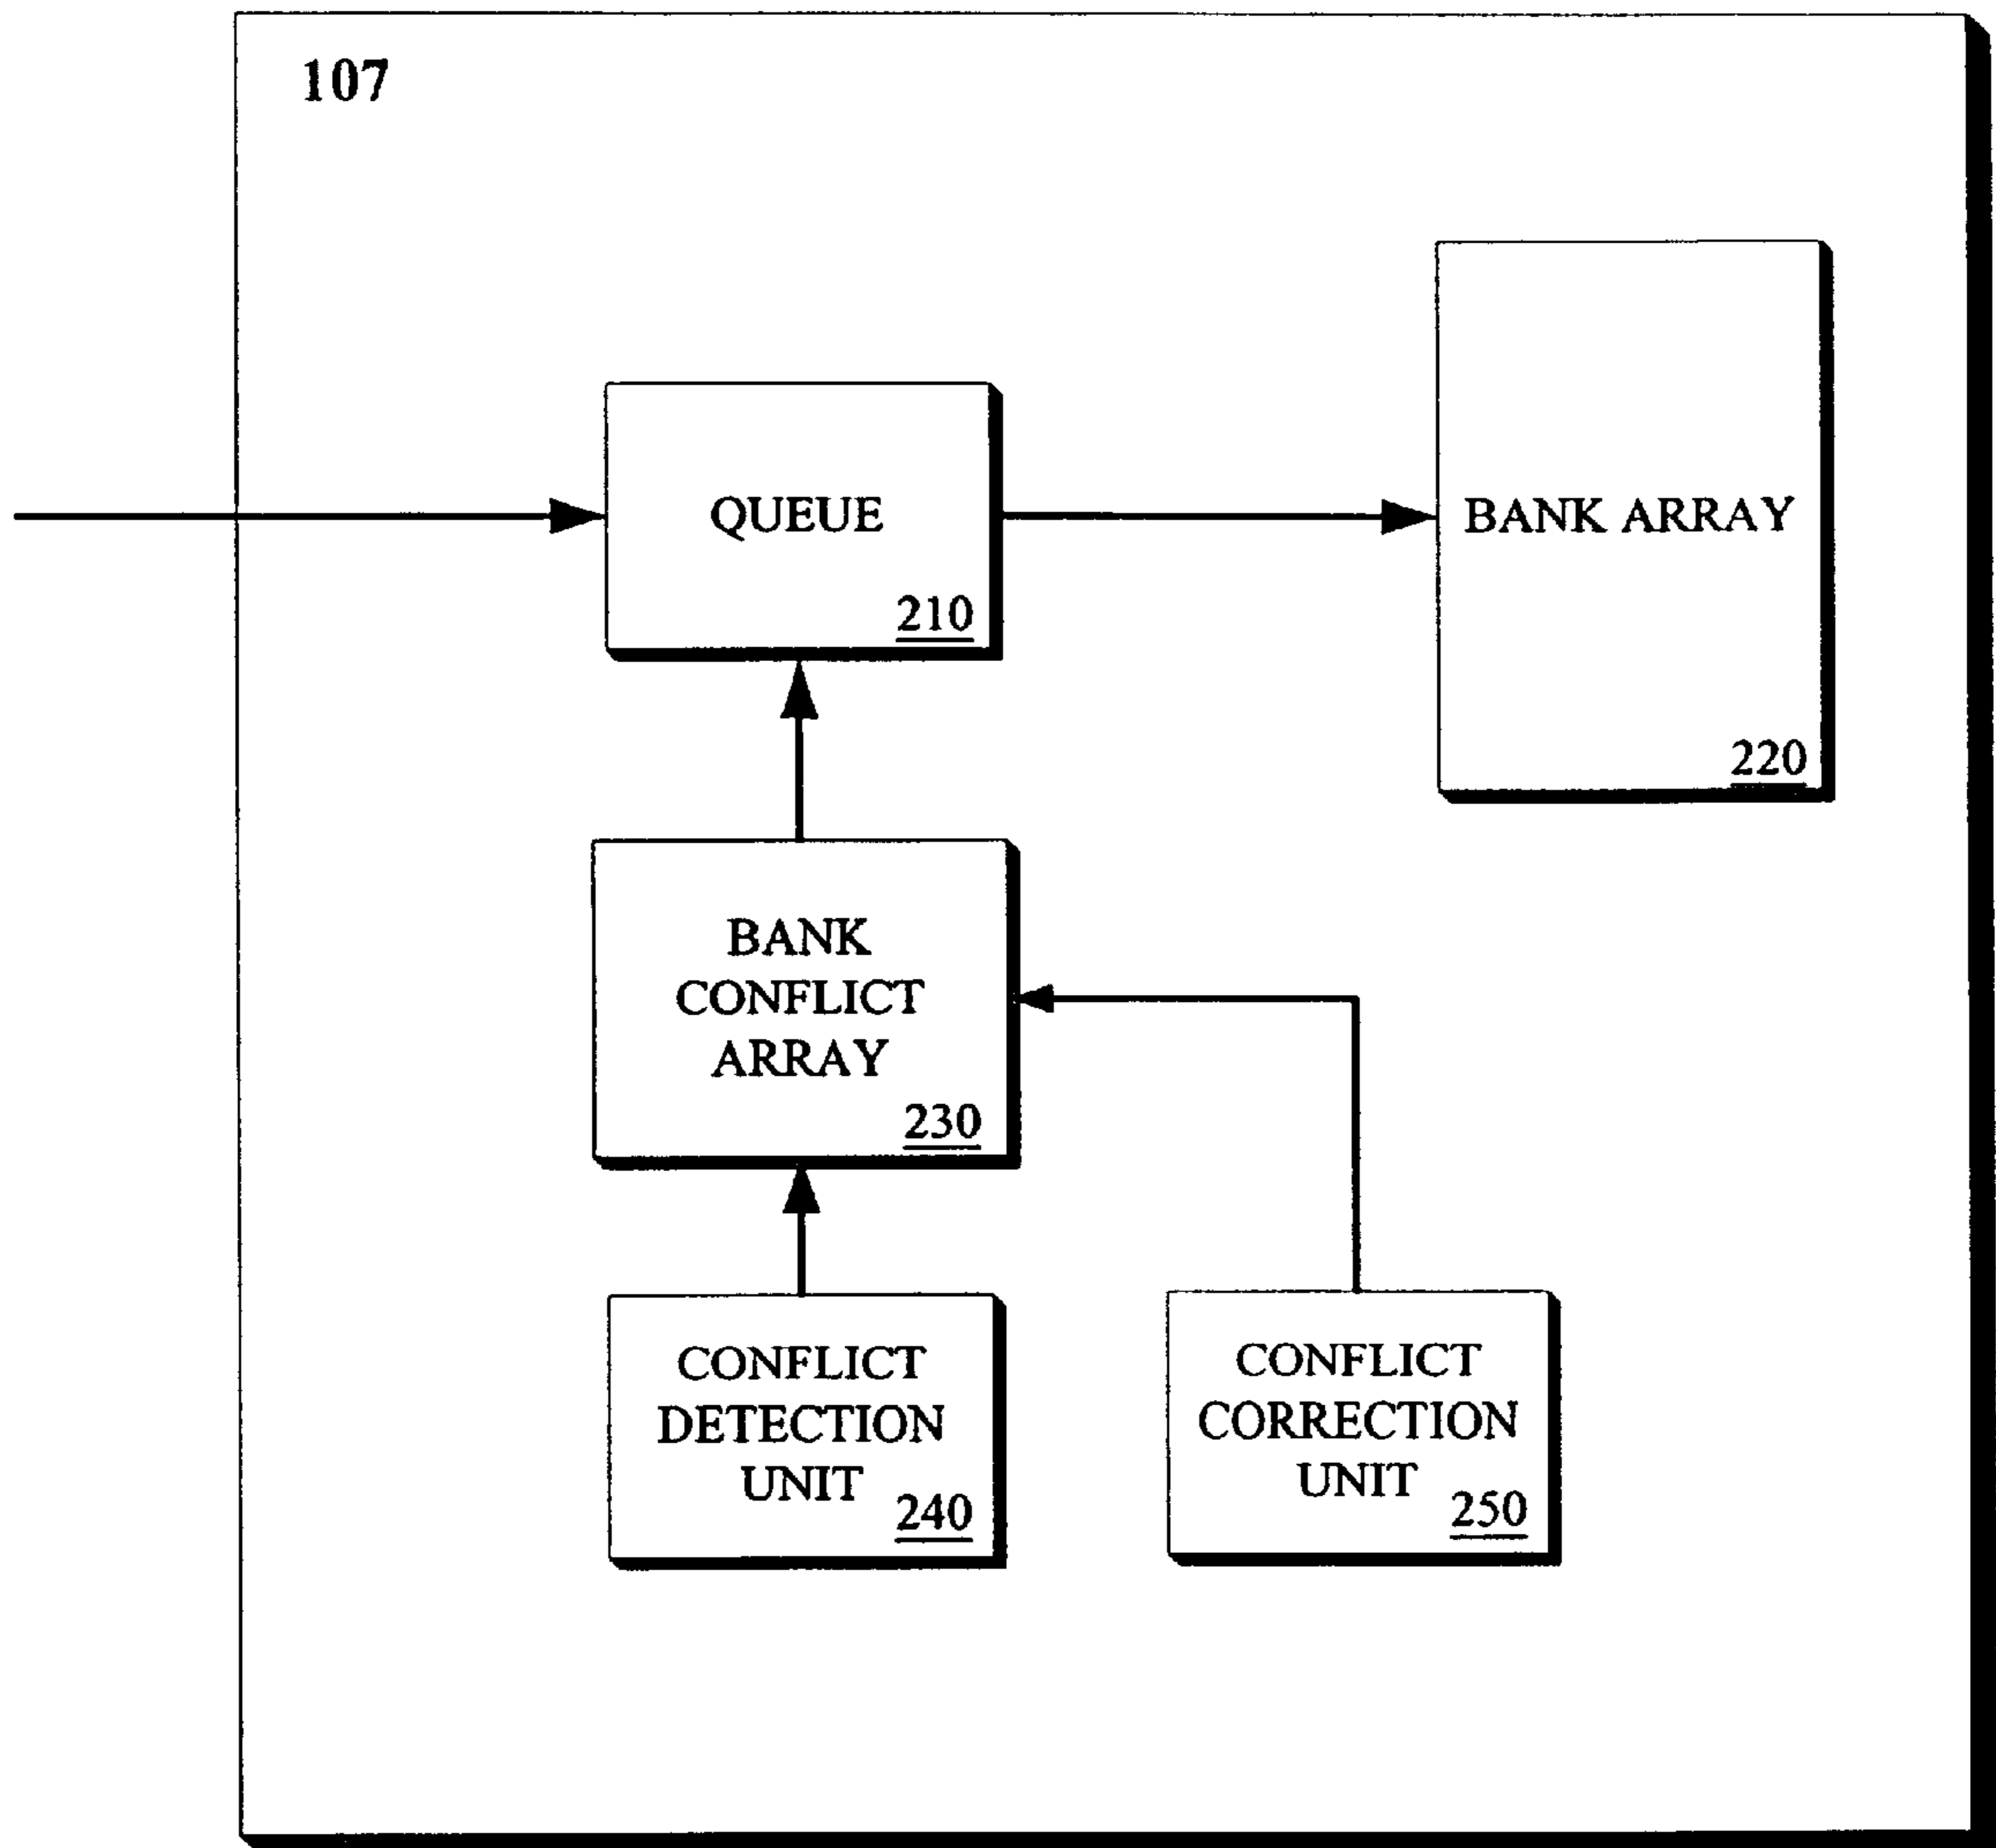 107
QUEUE
210
BANK ARRAY
220
BANK
CONFLICT
ARRAY
230
CONFLICT
DETECTION
UNIT
240
CONFLICT
CORRECTION
UNIT
250